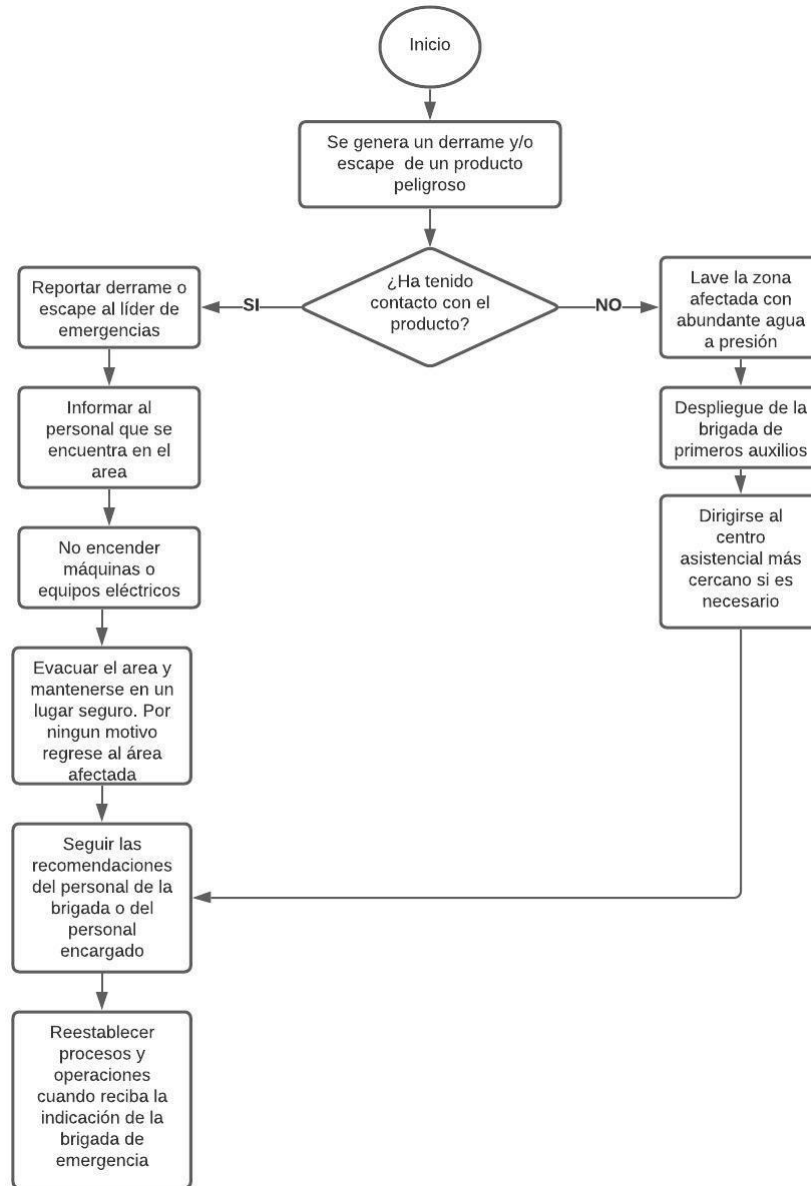 Inicio
Se genera un derrame y/o
escape de un producto
peligroso
¿Ha tenido
contacto con el
producto?
SI
NO
Reportar derrame o
escape al líder de
emergencias
Informar al
personal que se
encuentra en el
area
No encender
máquinas o
equipos eléctricos
Evacuar el area y
mantenerse en un
lugar seguro. Por
ningun motivo
regrese al área
afectada
Seguir las
recomendaciones
del personal de la
brigada o del
personal
encargado
Reestablecer
procesos y
operaciones
cuando reciba la
indicación de la
brigada de
emergencia
Lave la zona
afectada con
abundante agua
a presión
Despliegue de la
brigada de
primeros auxilios
Dirigirse al
centro
asistencial más
cercano si es
necesario